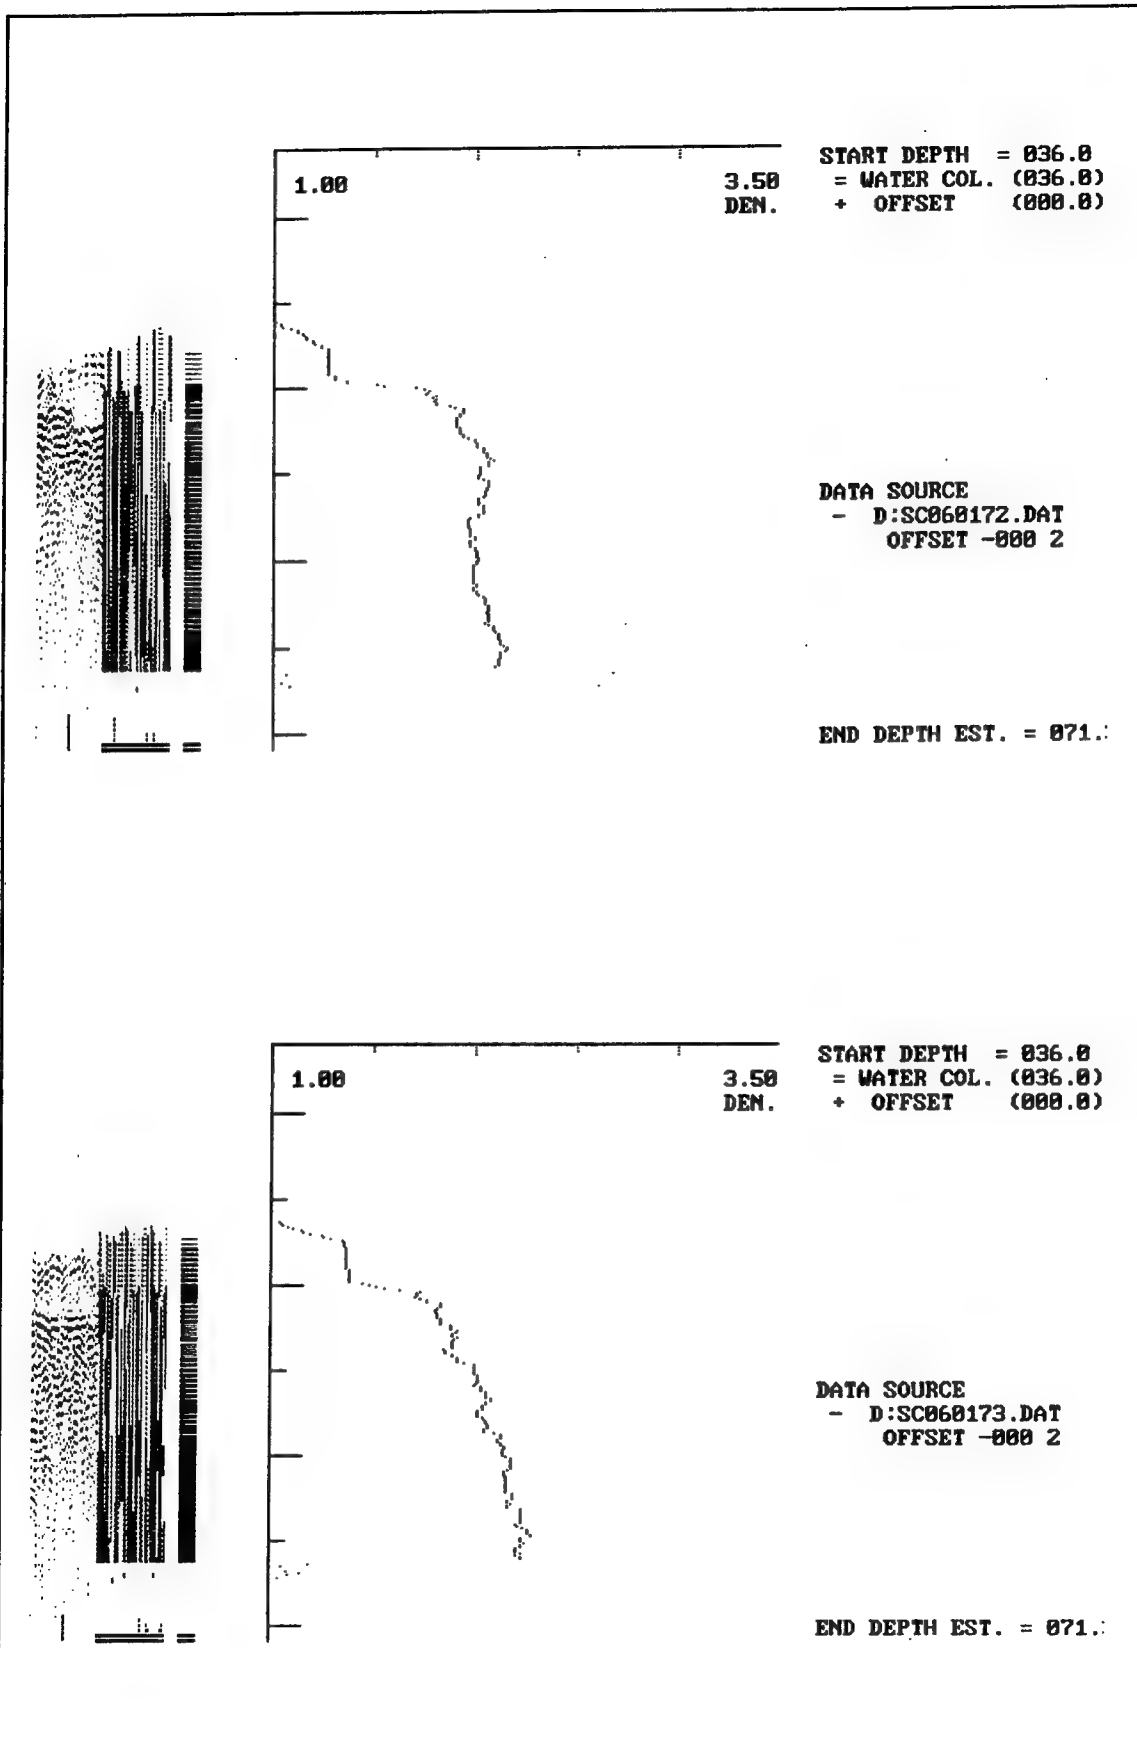 START DEPTH = 036.0
1.00
3.50
= WATER COL. (036.0)
DEN.
+ OFFSET (000.0)
DATA SOURCE
- D:SC060172.DAT
OFFSET -000 2
END DEPTH EST. = 071.
START DEPTH = 036.0
1.00
3.50
= WATER COL. (036.0)
DEN.
+ OFFSET (000.0)
DATA SOURCE
- D:SC060173.DAT
OFFSET -000 2
END DEPTH EST. = 071.